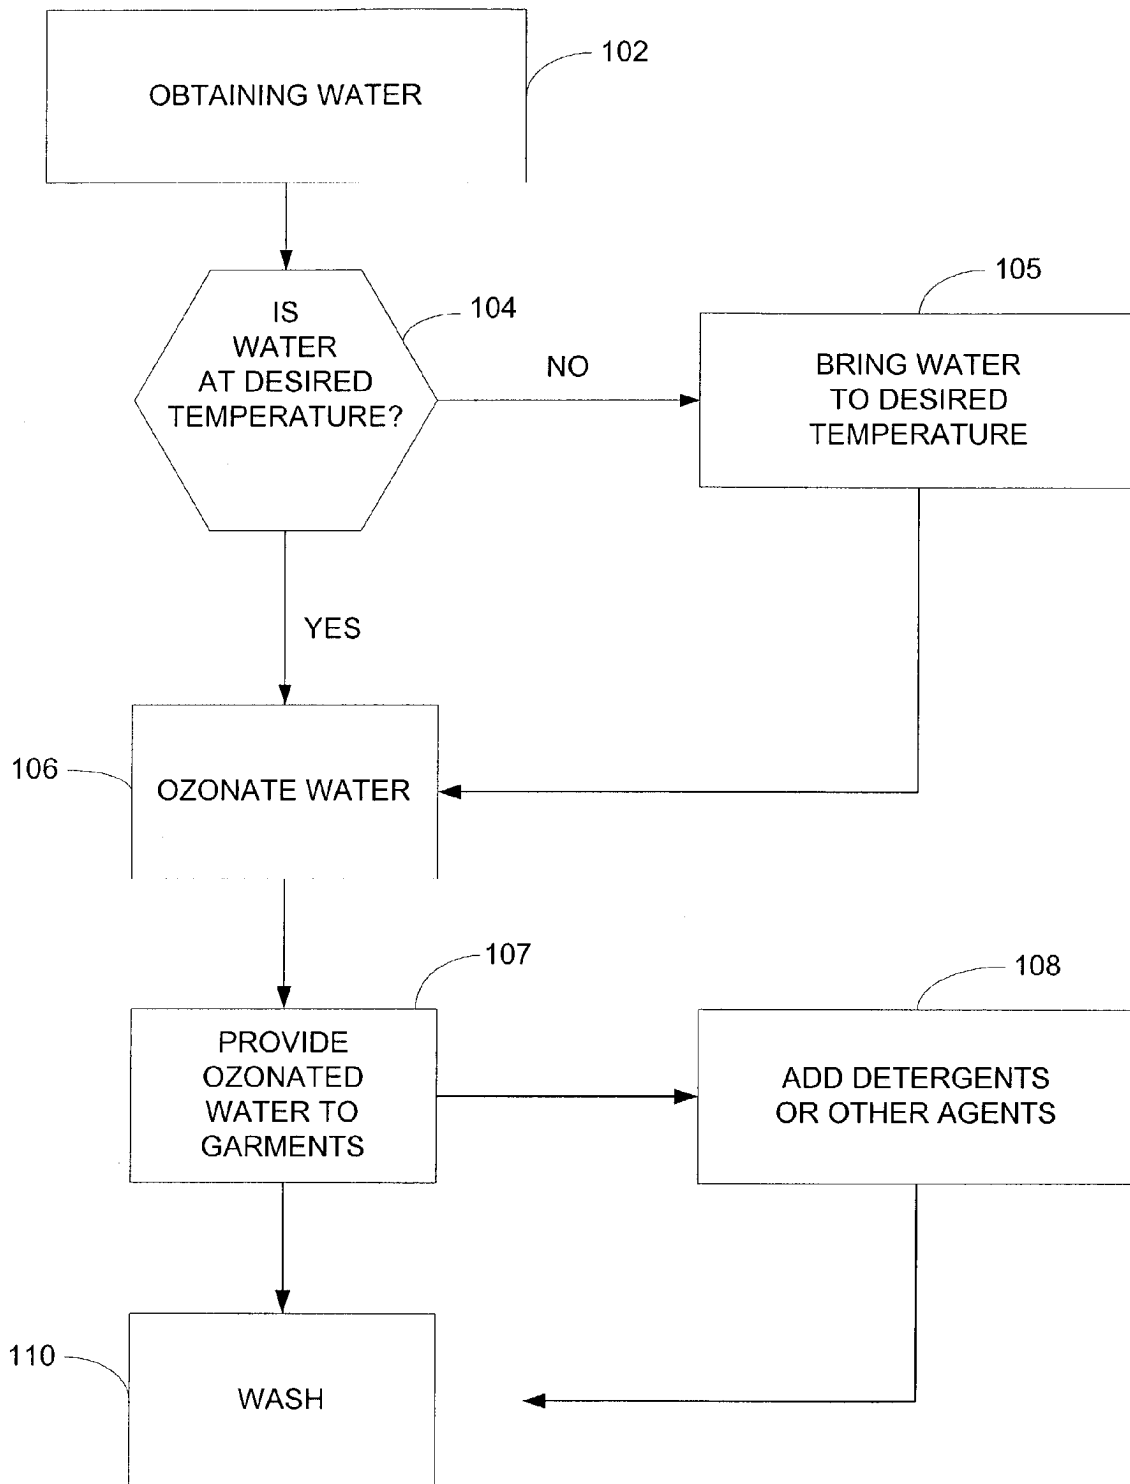 OBTAINING WATER
102
IS
WATER
AT DESIRED
TEMPERATURE?
104
NO
105
BRING WATER
TO DESIRED
TEMPERATURE
YES
106
OZONATE WATER
107
PROVIDE
OZONATED
WATER TO
GARMENTS
108
ADD DETERGENTS
OR OTHER AGENTS
110
WASH